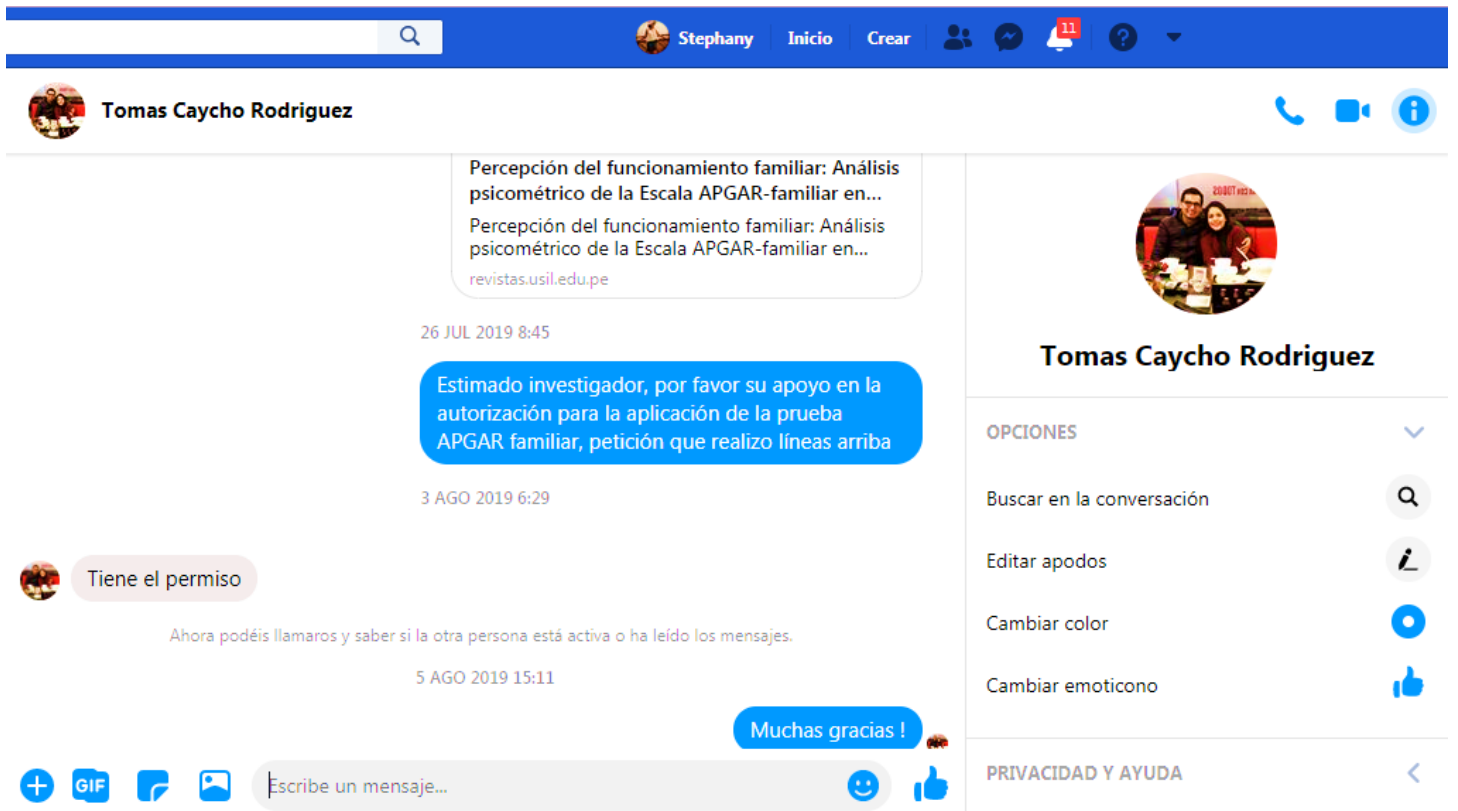 Stephany Inicio Crear 11
Tomas Caycho Rodriguez
Percepción del funcionamiento familiar: Análisis
psicométrico de la Escala APGAR-familiar en...
Percepción del funcionamiento familiar: Análisis
psicométrico de la Escala APGAR-familiar en...
revistas.usil.edu.pe
26 JUL 2019 8:45
Estimado investigador, por favor su apoyo en la
autorización para la aplicación de la prueba
APGAR familiar, petición que realizo líneas arriba
3 AGO 2019 6:29
Tiene el permiso
Ahora podéis llamaros y saber si la otra persona está activa o ha leído los mensajes.
5 AGO 2019 15:11
Muchas gracias !
GIF
Escribe un mensaje...
Tomas Caycho Rodriguez
OPCIONES
Buscar en la conversación
Editar apodos
Cambiar color
Cambiar emoticono
PRIVACIDAD Y AYUDA